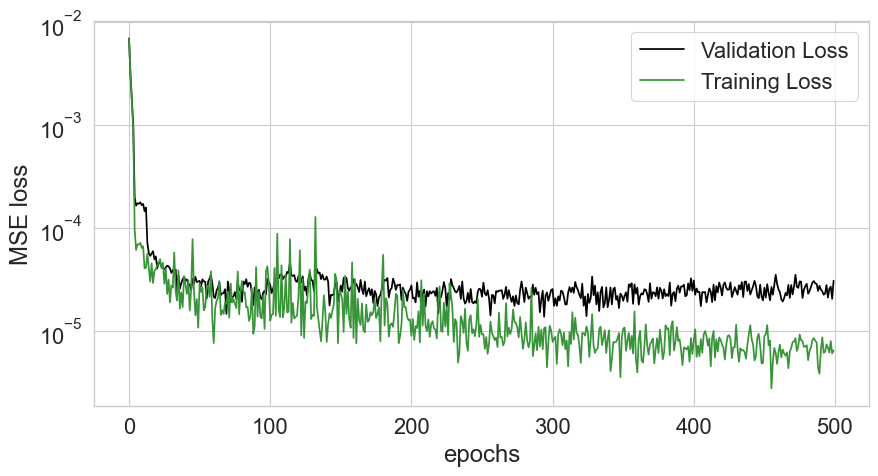 10⁻²
10⁻³
10⁻⁴
10⁻⁵
MSE loss
Validation Loss
Training Loss
0 100 200 300 400 500
epochs